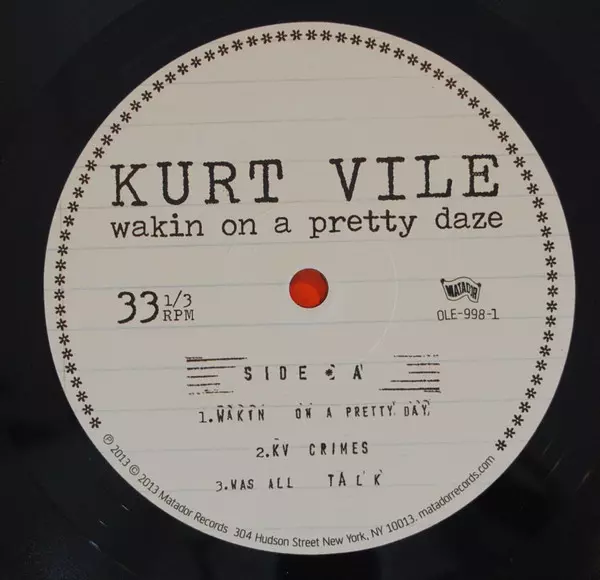 KURT VILE
wakin on a pretty daze
33 1/3
RPM
MATADOR
OLE-998-1
SIDE A
1.WAKIN ON A PRETTY DAY
2.KV CRIMES
3.WAS ALL TALK
℗ 2013 © 2013 Matador Records 304 Hudson Street New York, NY 10013. matadorrecords.com